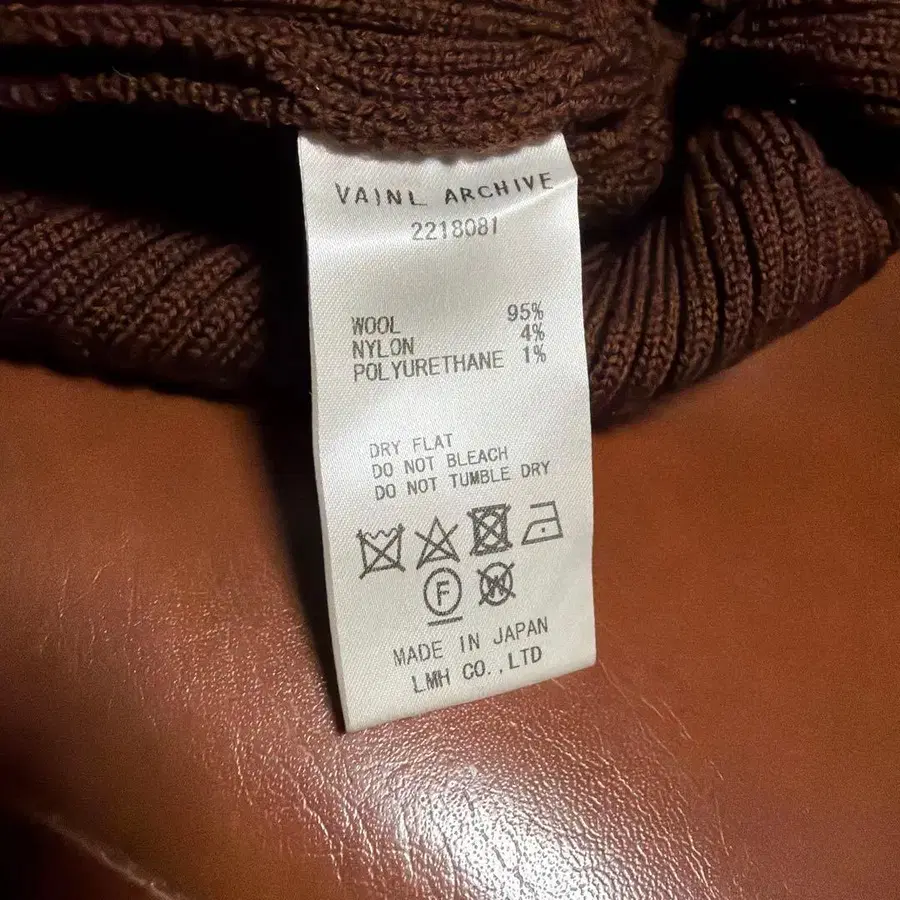 VAINL ARCHIVE
2218081
WOOL 95%
NYLON 4%
POLYURETHANE 1%
DRY FLAT
DO NOT BLEACH
DO NOT TUMBLE DRY
F W
MADE IN JAPAN
LMH CO.,LTD